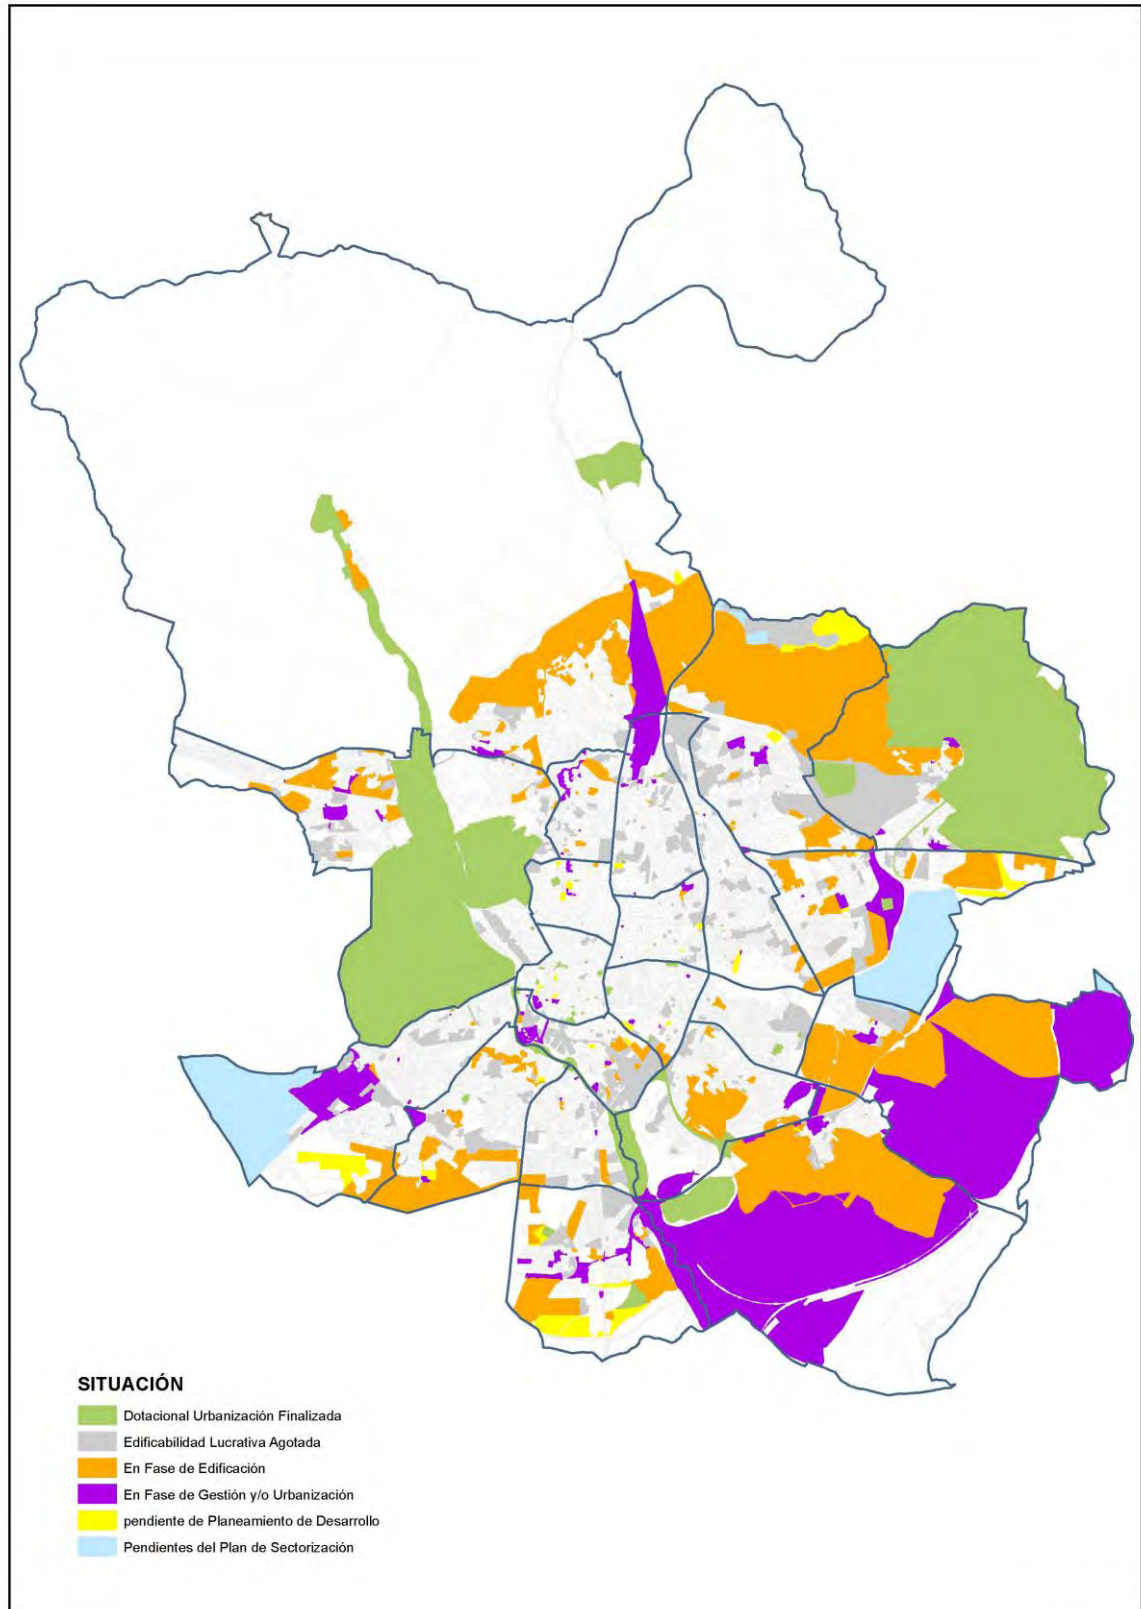 SITUACIÓN
Dotacional Urbanización Finalizada
Edificabilidad Lucrativa Agotada
En Fase de Edificación
En Fase de Gestión y/o Urbanización
pendiente de Planeamiento de Desarrollo
Pendientes del Plan de Sectorización